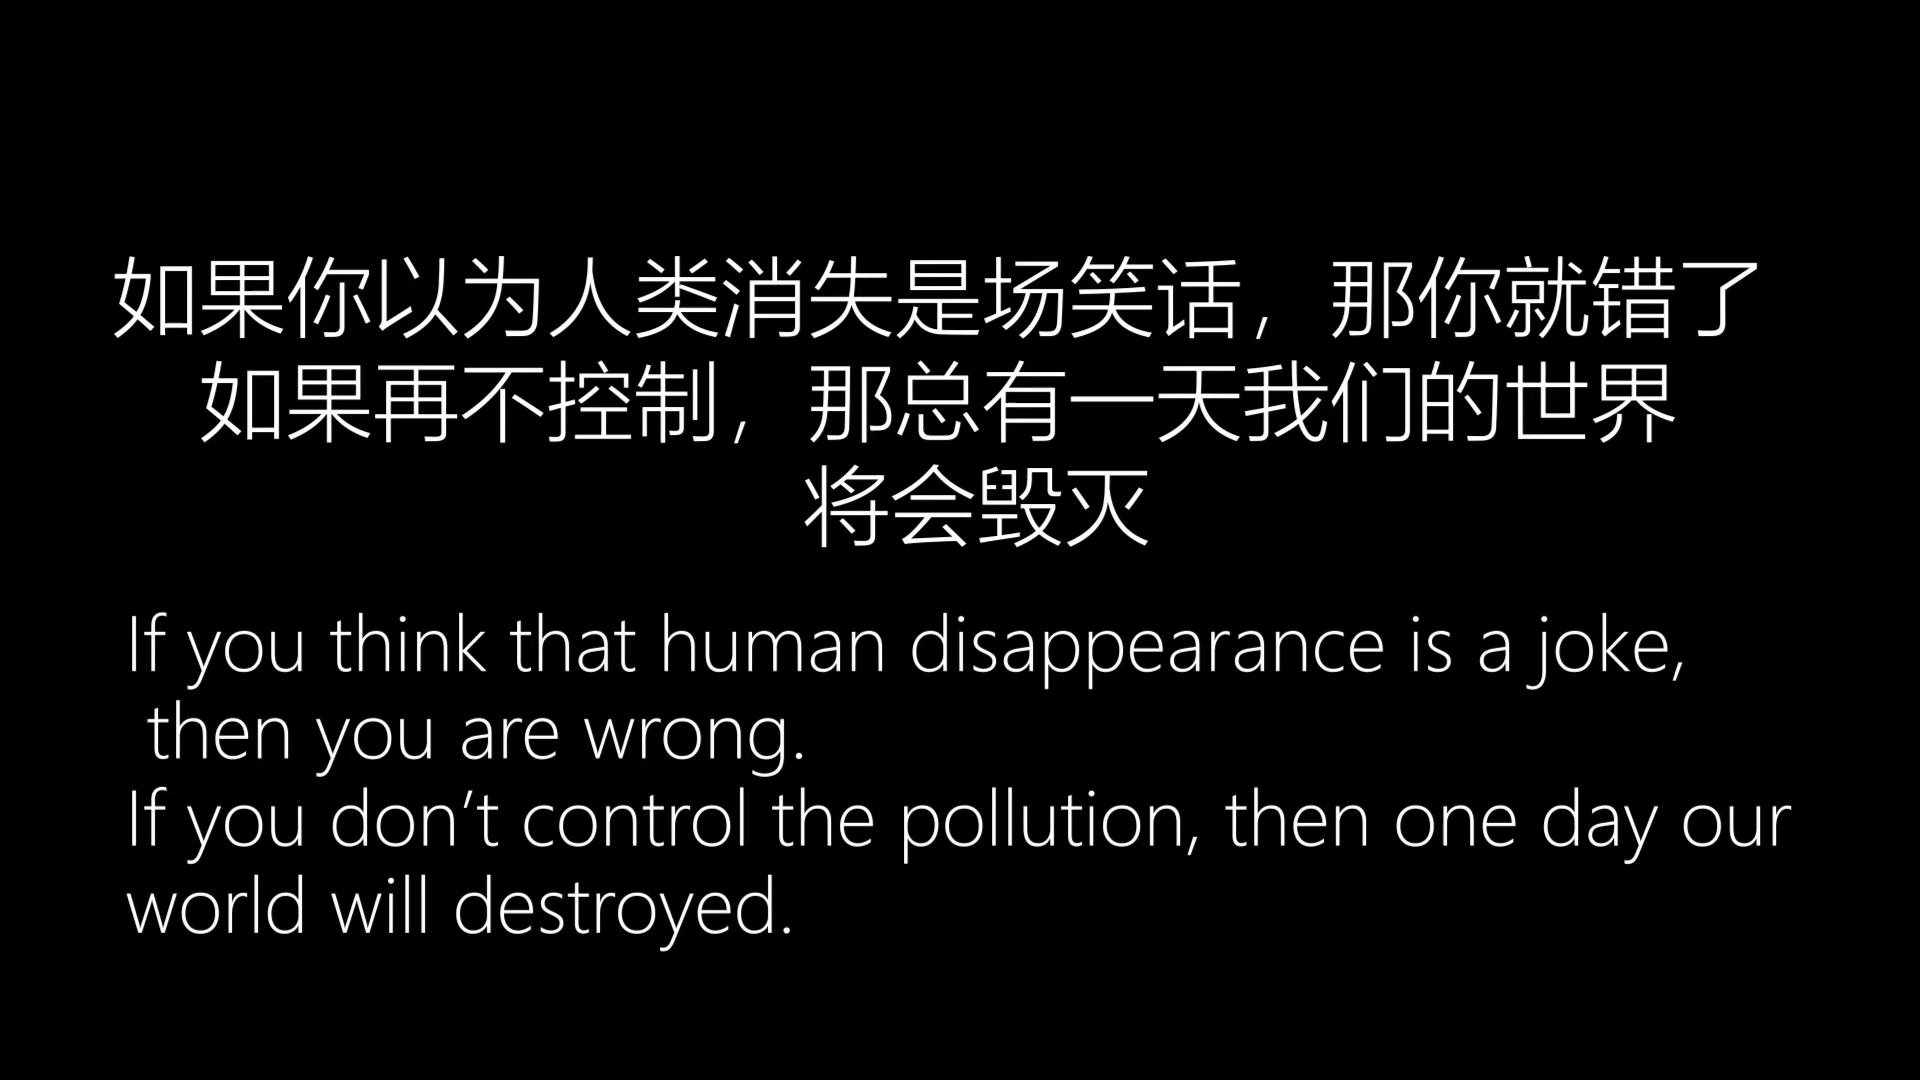 如果你以为人类消失是场笑话，那你就错了
如果再不控制，那总有一天我们的世界
将会毁灭
If you think that human disappearance is a joke,
then you are wrong.
If you don’t control the pollution, then one day our
world will destroyed.